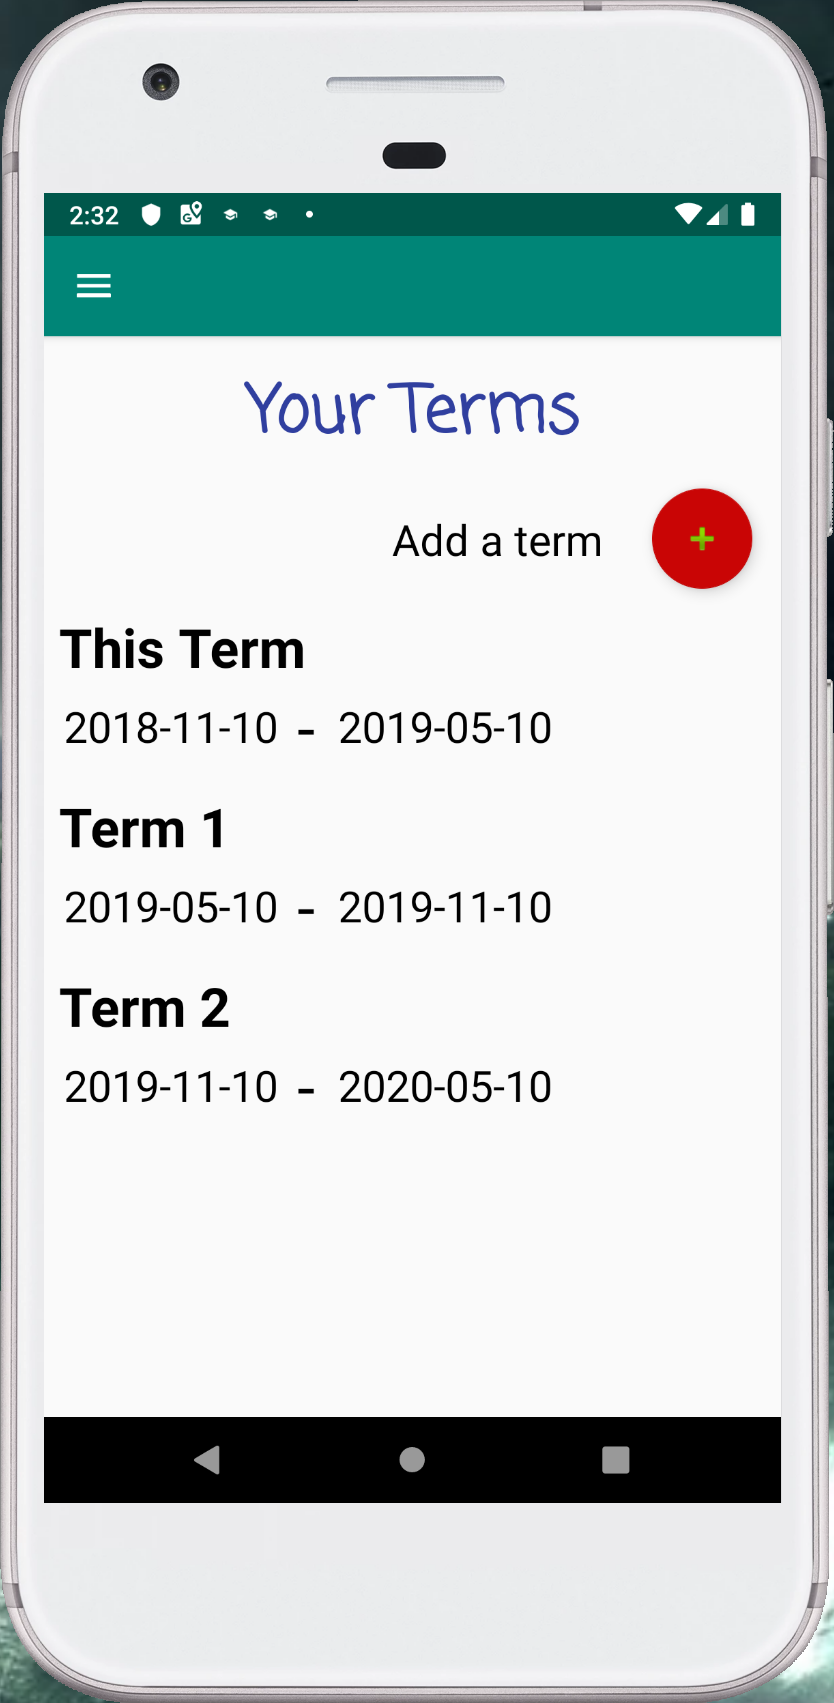 2:32
Your Terms
Add a term
This Term
2018-11-10 - 2019-05-10
Term 1
2019-05-10 - 2019-11-10
Term 2
2019-11-10 - 2020-05-10